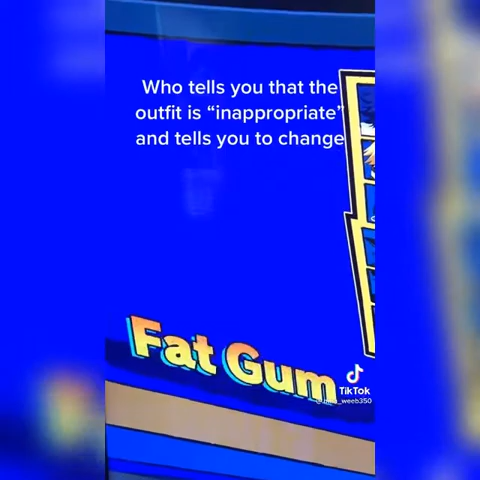 Who tells you that the
outfit is “inappropriate”
and tells you to change
Fat Gum
TikTok